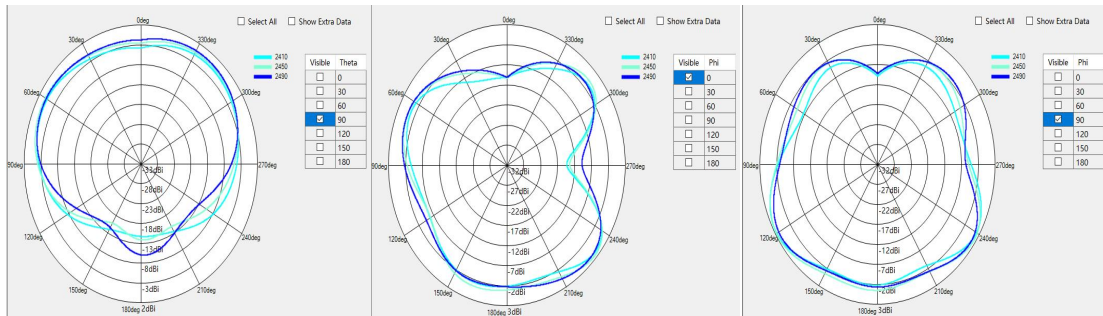 Select All Show Extra Data
0deg
30deg
330deg
60deg
300deg
90deg
270deg
120deg
240deg
150deg
210deg
180deg 2dBi
-33dBi
-28dBi
-23dBi
-18dBi
-13dBi
-8dBi
-3dBi
2410
2450
2490
Visible Theta
0
30
60
90
120
150
180
Select All Show Extra Data
0deg
30deg
330deg
60deg
300deg
90deg
270deg
120deg
240deg
150deg
210deg
180deg 3dBi
-32dBi
-27dBi
-22dBi
-17dBi
-12dBi
-7dBi
-2dBi
2410
2450
2490
Visible Phi
0
30
60
90
120
150
180
Select All Show Extra Data
0deg
30deg
330deg
60deg
300deg
90deg
270deg
120deg
240deg
150deg
210deg
180deg 3dBi
-32dBi
-27dBi
-22dBi
-17dBi
-12dBi
-7dBi
-2dBi
2410
2450
2490
Visible Phi
0
30
60
90
120
150
180